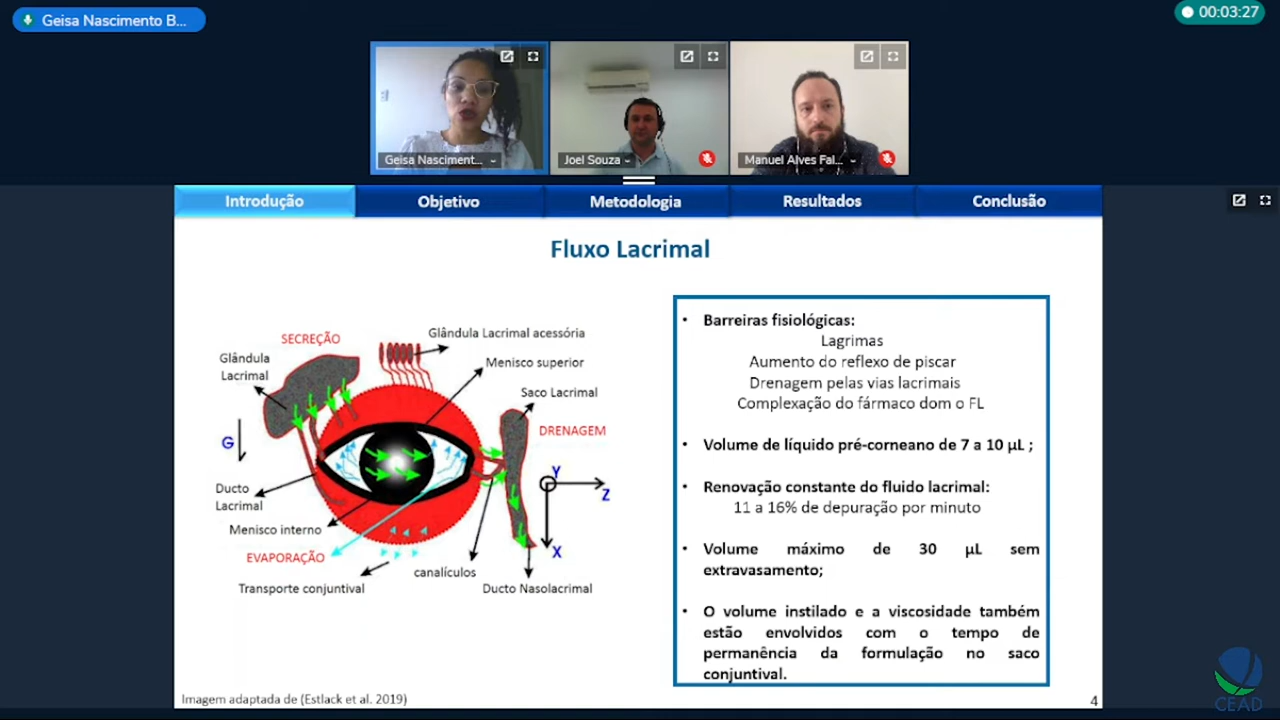 Geisa Nascimento B...
00:03:27
Geisa Nasciment...
Joel Souza
Manuel Alves Fal...
Introdução
Objetivo
Metodologia
Resultados
Conclusão
Fluxo Lacrimal
SECREÇÃO
Glândula Lacrimal acessória
Glândula
Lacrimal
Menisco superior
Saco Lacrimal
DRENAGEM
G
Y
Z
X
Ducto
Lacrimal
Menisco interno
EVAPORAÇÃO
Transporte conjuntival
canalículos
Ducto Nasolacrimal
• Barreiras fisiológicas:
Lagrimas
Aumento do reflexo de piscar
Drenagem pelas vias lacrimais
Complexação do fármaco dom o FL
• Volume de líquido pré-corneano de 7 a 10 µL ;
• Renovação constante do fluido lacrimal:
11 a 16% de depuração por minuto
• Volume máximo de 30 µL sem
extravasamento;
• O volume instilado e a viscosidade também
estão envolvidos com o tempo de
permanência da formulação no saco
conjuntival.
Imagem adaptada de (Estlack et al. 2019)
4
CEAD